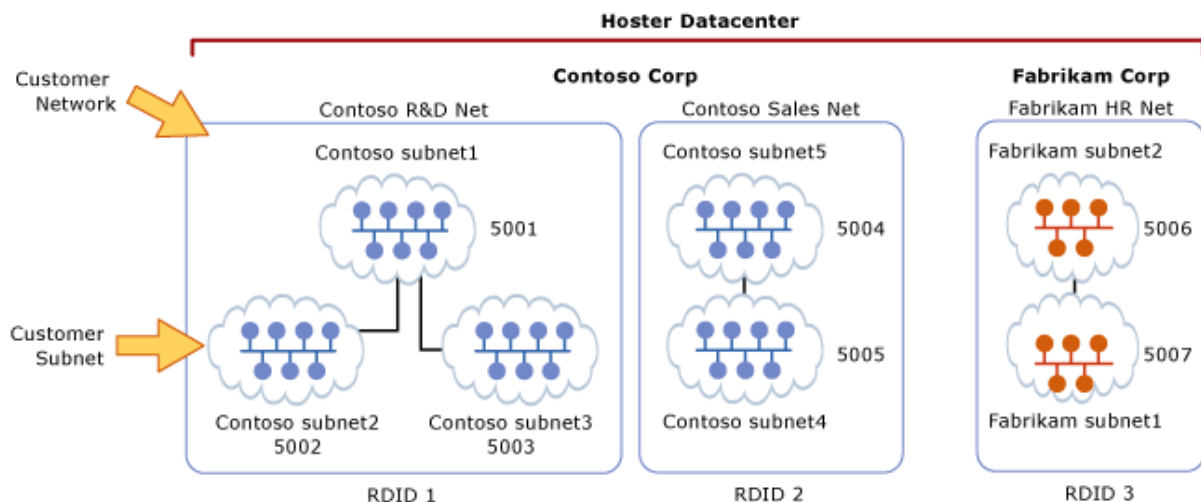 Hoster Datacenter
Customer
Network
Contoso Corp
Fabrikam Corp
Contoso R&D Net
Contoso Sales Net
Fabrikam HR Net
Contoso subnet1
5001
Contoso subnet5
5004
Fabrikam subnet2
5006
Customer
Subnet
Contoso subnet2
5002
Contoso subnet3
5003
5005
Contoso subnet4
5007
Fabrikam subnet1
RDID 1
RDID 2
RDID 3